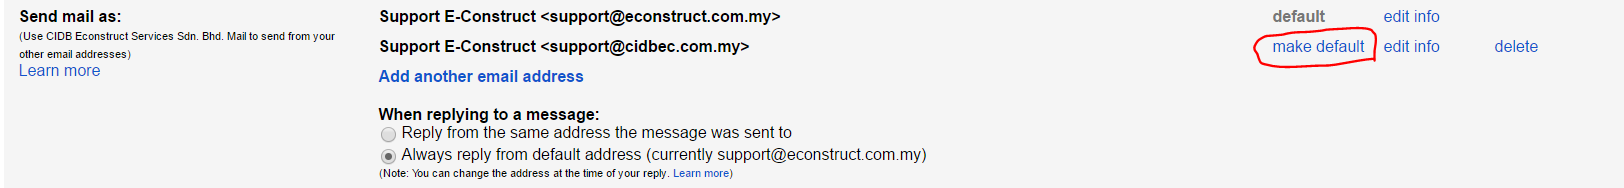 Send mail as:
(Use CIDB Econstruct Services Sdn. Bhd. Mail to send from your
other email addresses)
Learn more
Support E-Construct <support@econstruct.com.my>
default
edit info
Support E-Construct <support@cidbec.com.my>
make default
edit info
delete
Add another email address
When replying to a message:
Reply from the same address the message was sent to
Always reply from default address (currently support@econstruct.com.my)
(Note: You can change the address at the time of your reply. Learn more)